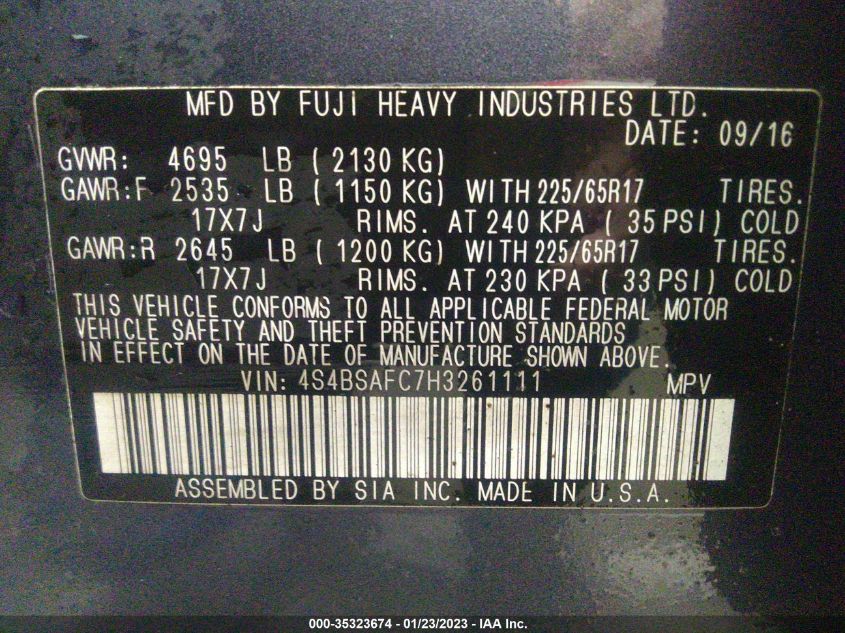 MFD BY FUJI HEAVY INDUSTRIES LTD.
DATE: 09/16
GVWR: 4695 LB ( 2130 KG)
GAWR:F 2535 LB ( 1150 KG) WITH 225/65R17 TIRES.
17X7J RIMS. AT 240 KPA ( 35 PSI) COLD
GAWR:R 2645 LB ( 1200 KG) WITH 225/65R17 TIRES.
17X7J RIMS. AT 230 KPA ( 33 PSI) COLD
THIS VEHICLE CONFORMS TO ALL APPLICABLE FEDERAL MOTOR
VEHICLE SAFETY AND THEFT PREVENTION STANDARDS
IN EFFECT ON THE DATE OF MANUFACTURE SHOWN ABOVE.
VIN: 4S4BSAFC7H3261111 MPV
ASSEMBLED BY SIA INC. MADE IN U.S.A.
000-35323674 - 01/23/2023 - IAA Inc.